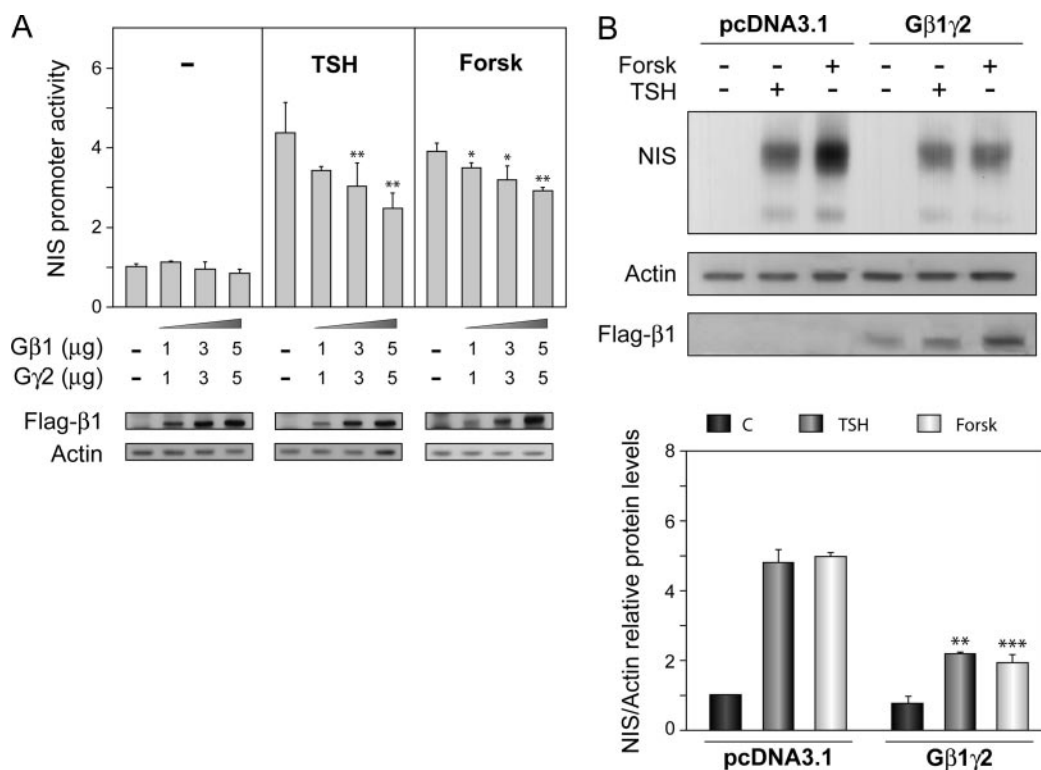 A
NIS promoter activity
6
4
2
0
–
TSH
Forsk
** **
* * **
Gβ1 (μg) – 1 3 5 – 1 3 5 – 1 3 5
Gγ2 (μg) – 1 3 5 – 1 3 5 – 1 3 5
Flag-β1
Actin
B
pcDNA3.1 Gβ1γ2
Forsk - - + - - +
TSH - + - - + -
NIS
Actin
Flag-β1
C TSH Forsk
NIS/Actin relative protein levels
8
6
4
2
0
** ***
pcDNA3.1 Gβ1γ2